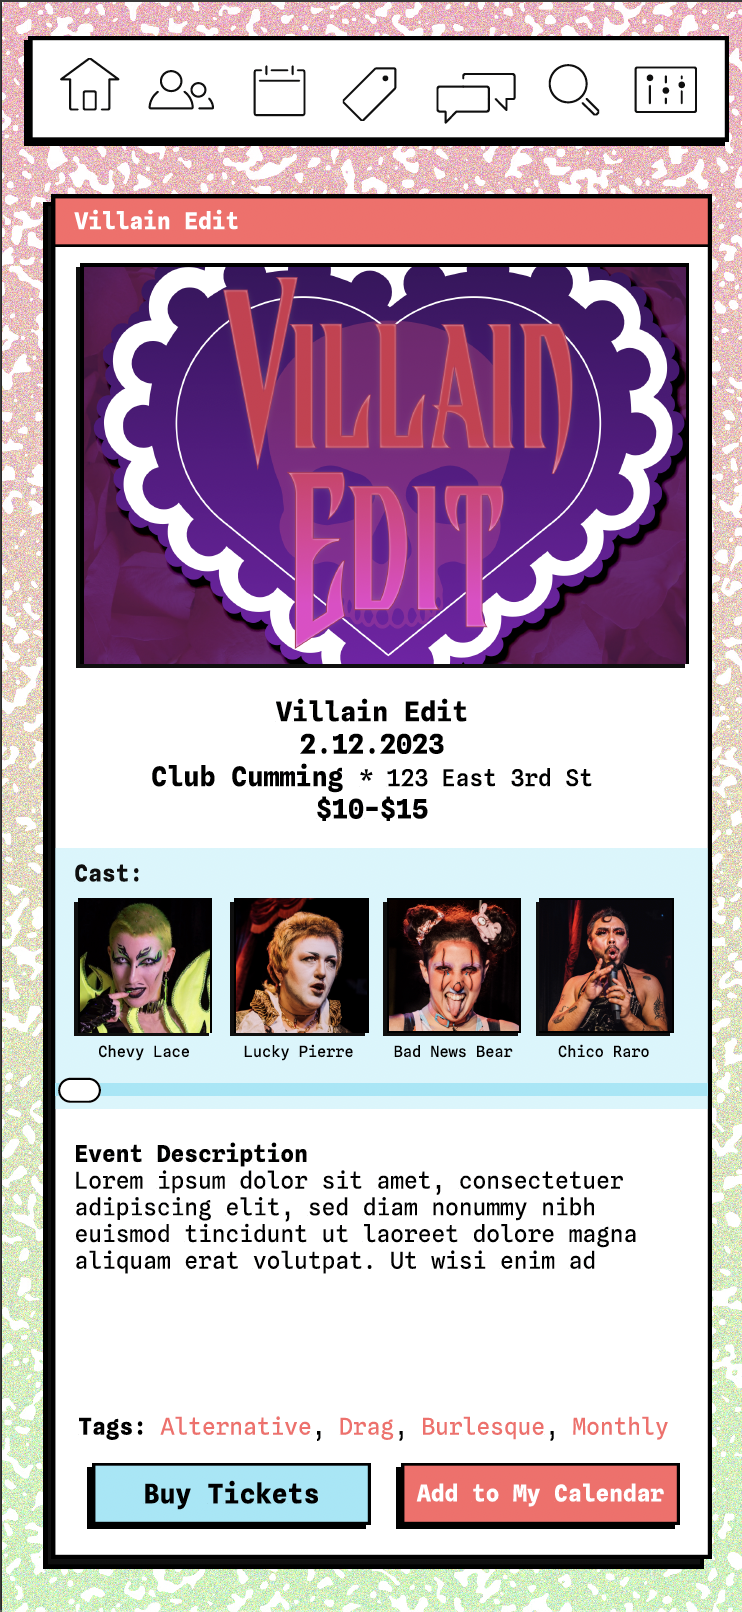 Villain Edit
VILLAIN
EDIT
Villain Edit
2.12.2023
Club Cumming * 123 East 3rd St
$10-$15
Cast:
Chevy Lace Lucky Pierre Bad News Bear Chico Raro
Event Description
Lorem ipsum dolor sit amet, consectetuer
adipiscing elit, sed diam nonummy nibh
euismod tincidunt ut laoreet dolore magna
aliquam erat volutpat. Ut wisi enim ad
Tags: Alternative, Drag, Burlesque, Monthly
Buy Tickets Add to My Calendar